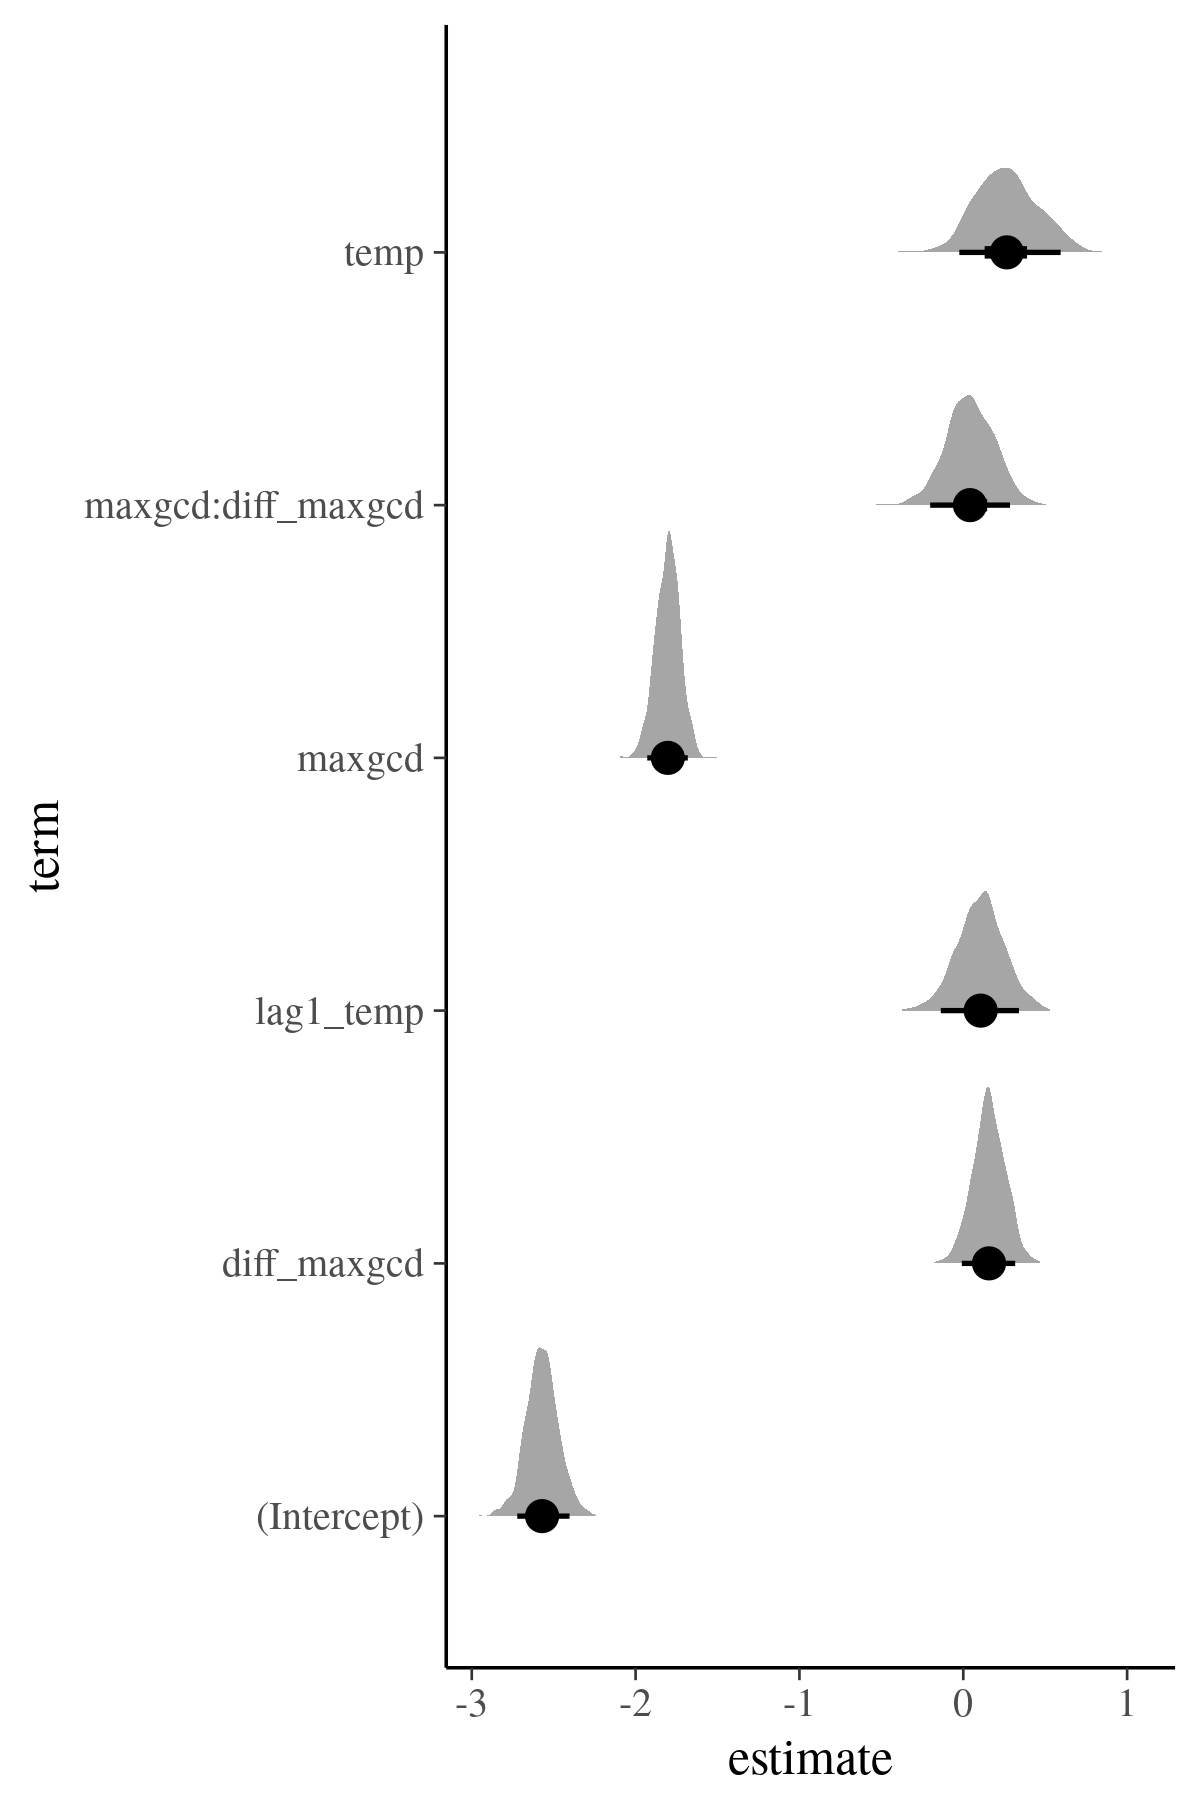 temp
maxgcd:diff_maxgcd
maxgcd
term
lag1_temp
diff_maxgcd
(Intercept)
-3 -2 -1 0 1
estimate